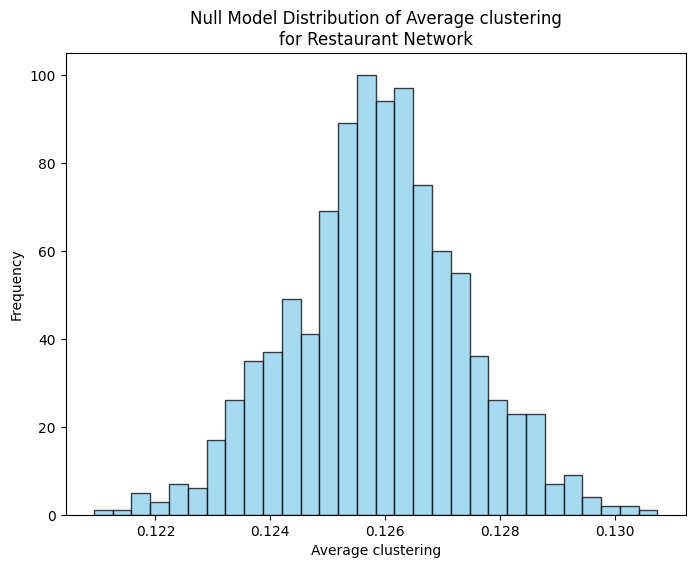 Null Model Distribution of Average clustering
for Restaurant Network
100
80
60
40
20
0
Frequency
0.122 0.124 0.126 0.128 0.130
Average clustering